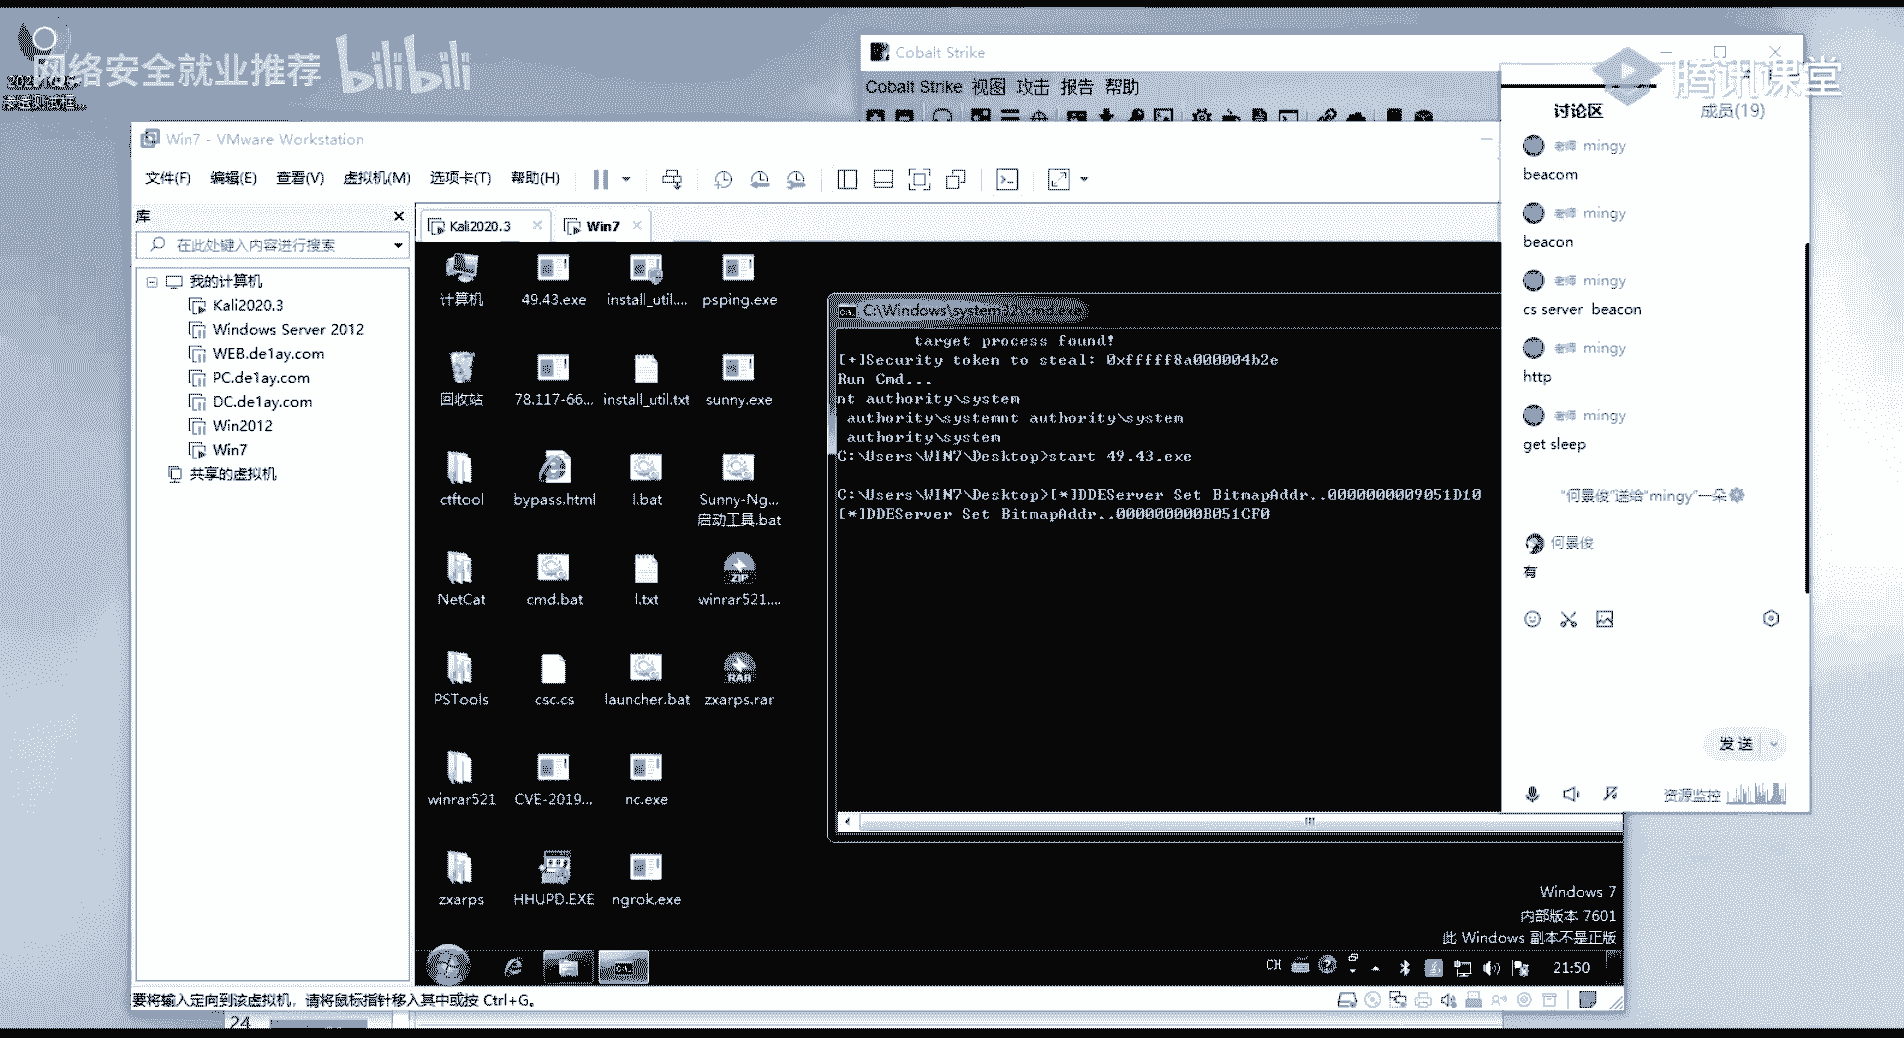 网络安全就业推荐 bilibili
Cobalt Strike
腾讯课堂
Cobalt Strike 视图 攻击 报告 帮助
讨论区 成员(19)
Win7 - VMware Workstation
文件(F) 编辑(E) 查看(V) 虚拟机(M) 选项卡(T) 帮助(H)
库
在此处键入内容进行搜索
我的计算机
Kali2020.3
Windows Server 2012
WEB.de1ay.com
PC.de1ay.com
DC.de1ay.com
Win2012
Win7
共享的虚拟机
Kali2020.3
Win7
计算机
49.43.exe
install_util....
psping.exe
回收站
78.117-66...
install_util.txt
sunny.exe
ctftool
bypass.html
l.bat
Sunny-Ng...
启动工具.bat
NetCat
cmd.bat
l.txt
winrar521....
PSTools
csc.cs
launcher.bat
zxarps.rar
winrar521
CVE-2019...
nc.exe
zxarps
HHUPD.EXE
ngrok.exe
C:\Windows\system32\cmd.exe
target process found!
[+]Security token to steal: 0xfffff8a000004b2e
Run Cmd...
nt authority\system
authority\systemnt authority\system
authority\system
C:\Users\WIN7\Desktop>start 49.43.exe
C:\Users\WIN7\Desktop>[*]DDEServer Set BitmapAddr..0000000009051D10
[*]DDEServer Set BitmapAddr..000000000B051CF0
老师 mingy
beacom
老师 mingy
beacon
老师 mingy
cs server beacon
老师 mingy
http
老师 mingy
get sleep
"何景俊"送给"mingy"一朵
何景俊
有
发送
资源监控
Windows 7
内部版本 7601
此 Windows 副本不是正版
CH
21:50
要将输入定向到该虚拟机，请将鼠标指针移入其中或按 Ctrl+G。
24